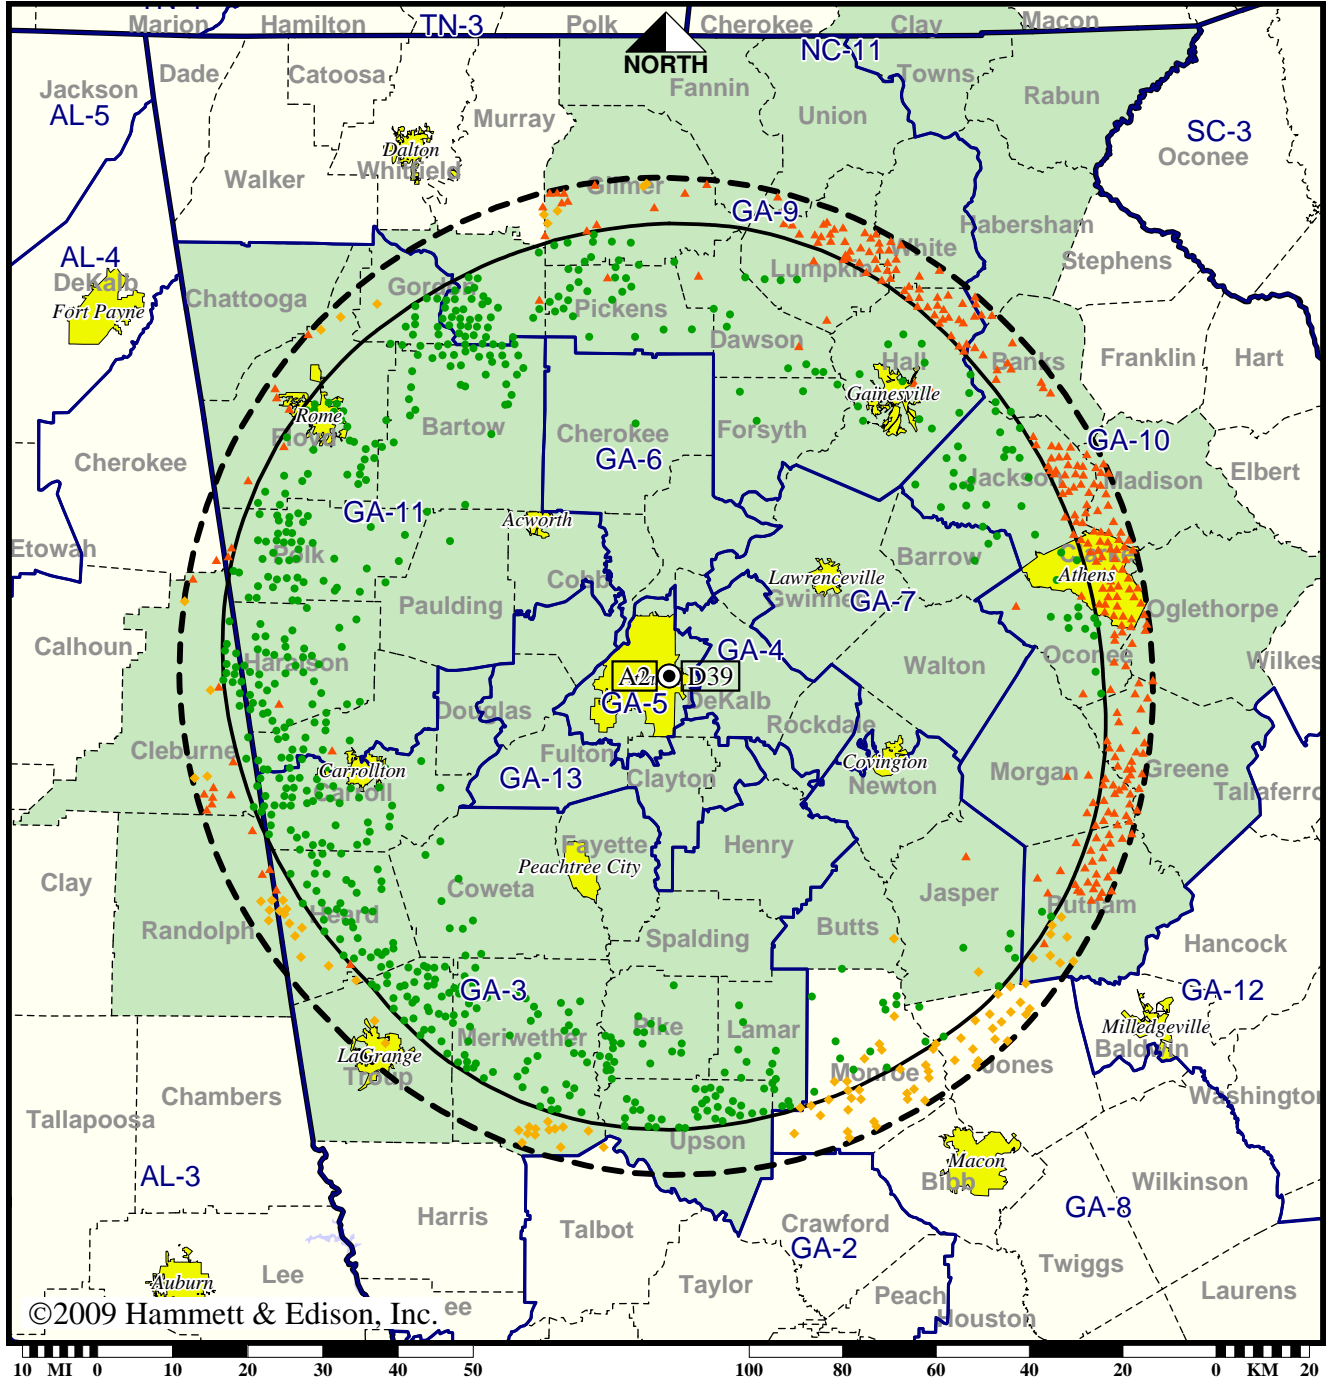 TN-4
Marion
Hamilton
TN-3
Polk
Cherokee
Clay
Macon
NORTH
NC-11
Dade
Catoosa
Jackson
AL-5
Murray
Fannin
Towns
Union
Rabun
SC-3
Oconee
Dalton
Whitfield
Walker
Gilmer
GA-9
Habersham
White
Stephens
AL-4
DeKalb
Fort Payne
Chattooga
Gordon
Lumpkin
Pickens
Dawson
Hall
Banks
Franklin
Hart
Gainesville
Rome
Floyd
Bartow
Cherokee
GA-6
Forsyth
GA-10
Cherokee
Jackson
Madison
Elbert
GA-11
Acworth
Etowah
Polk
Cobb
Lawrenceville
Gwinnett
GA-7
Barrow
Clarke
Athens
Paulding
Oglethorpe
Calhoun
Haralson
GA-4
Walton
Oconee
Wilkes
A2
D39
GA-5
DeKalb
Douglas
Rockdale
Cleburne
Fulton
Clayton
Covington
Newton
Morgan
Greene
Taliaferro
Carrollton
Carroll
GA-13
Fayette
Peachtree City
Henry
Clay
Coweta
Jasper
Putnam
Randolph
Heard
Spalding
Butts
Hancock
GA-3
GA-12
Meriwether
Pike
Lamar
Milledgeville
Baldwin
LaGrange
Troup
Monroe
Jones
Chambers
Washington
Tallapoosa
Upson
Macon
Bibb
Wilkinson
AL-3
Harris
Talbot
Crawford
GA-2
GA-8
Twiggs
Auburn
Lee
Taylor
Peach
Houston
Laurens
©2009 Hammett & Edison, Inc.
ee
10 MI 0 10 20 30 40 50
100 80 60 40 20 0 KM 20